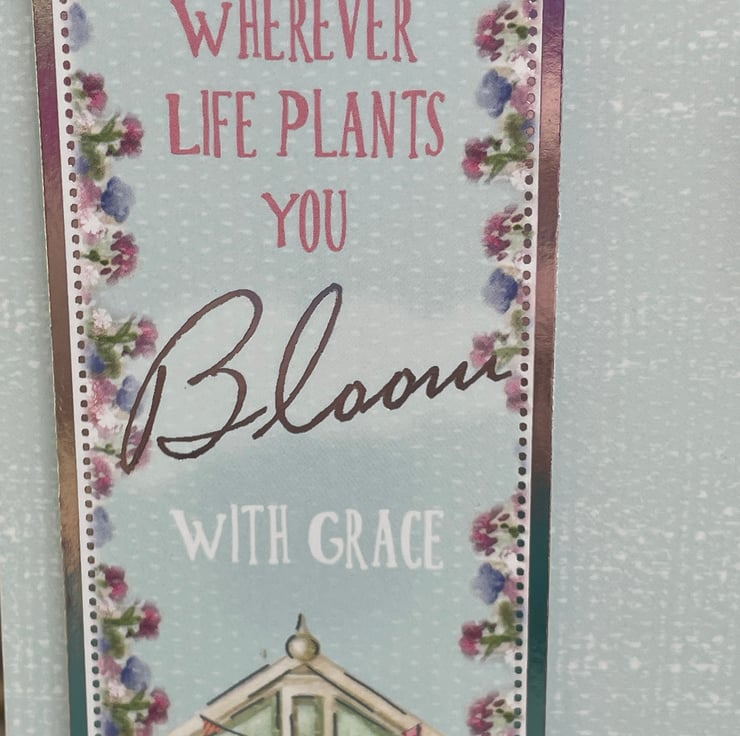 WHEREVER
LIFE PLANTS
YOU
Bloom
WITH GRACE